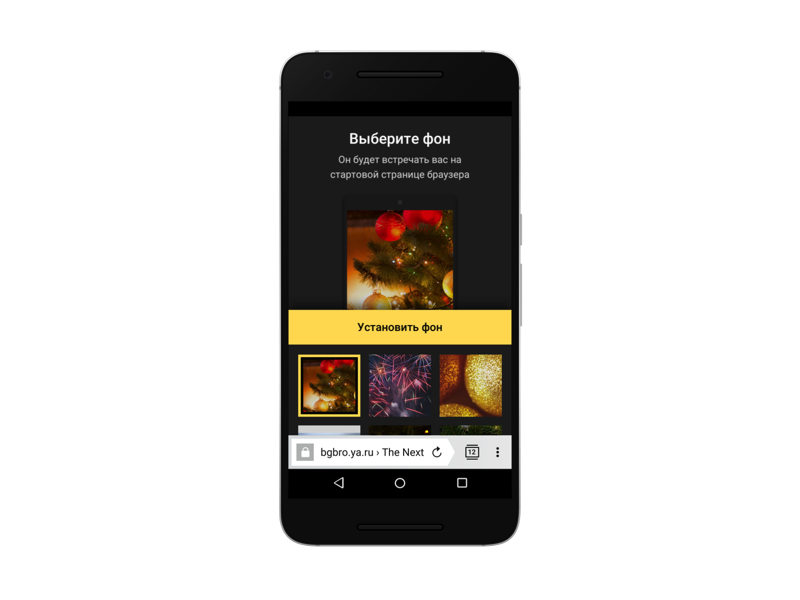 Выберите фон
Он будет встречать вас на
стартовой странице браузера
Установить фон
bgbro.ya.ru › The Next
12